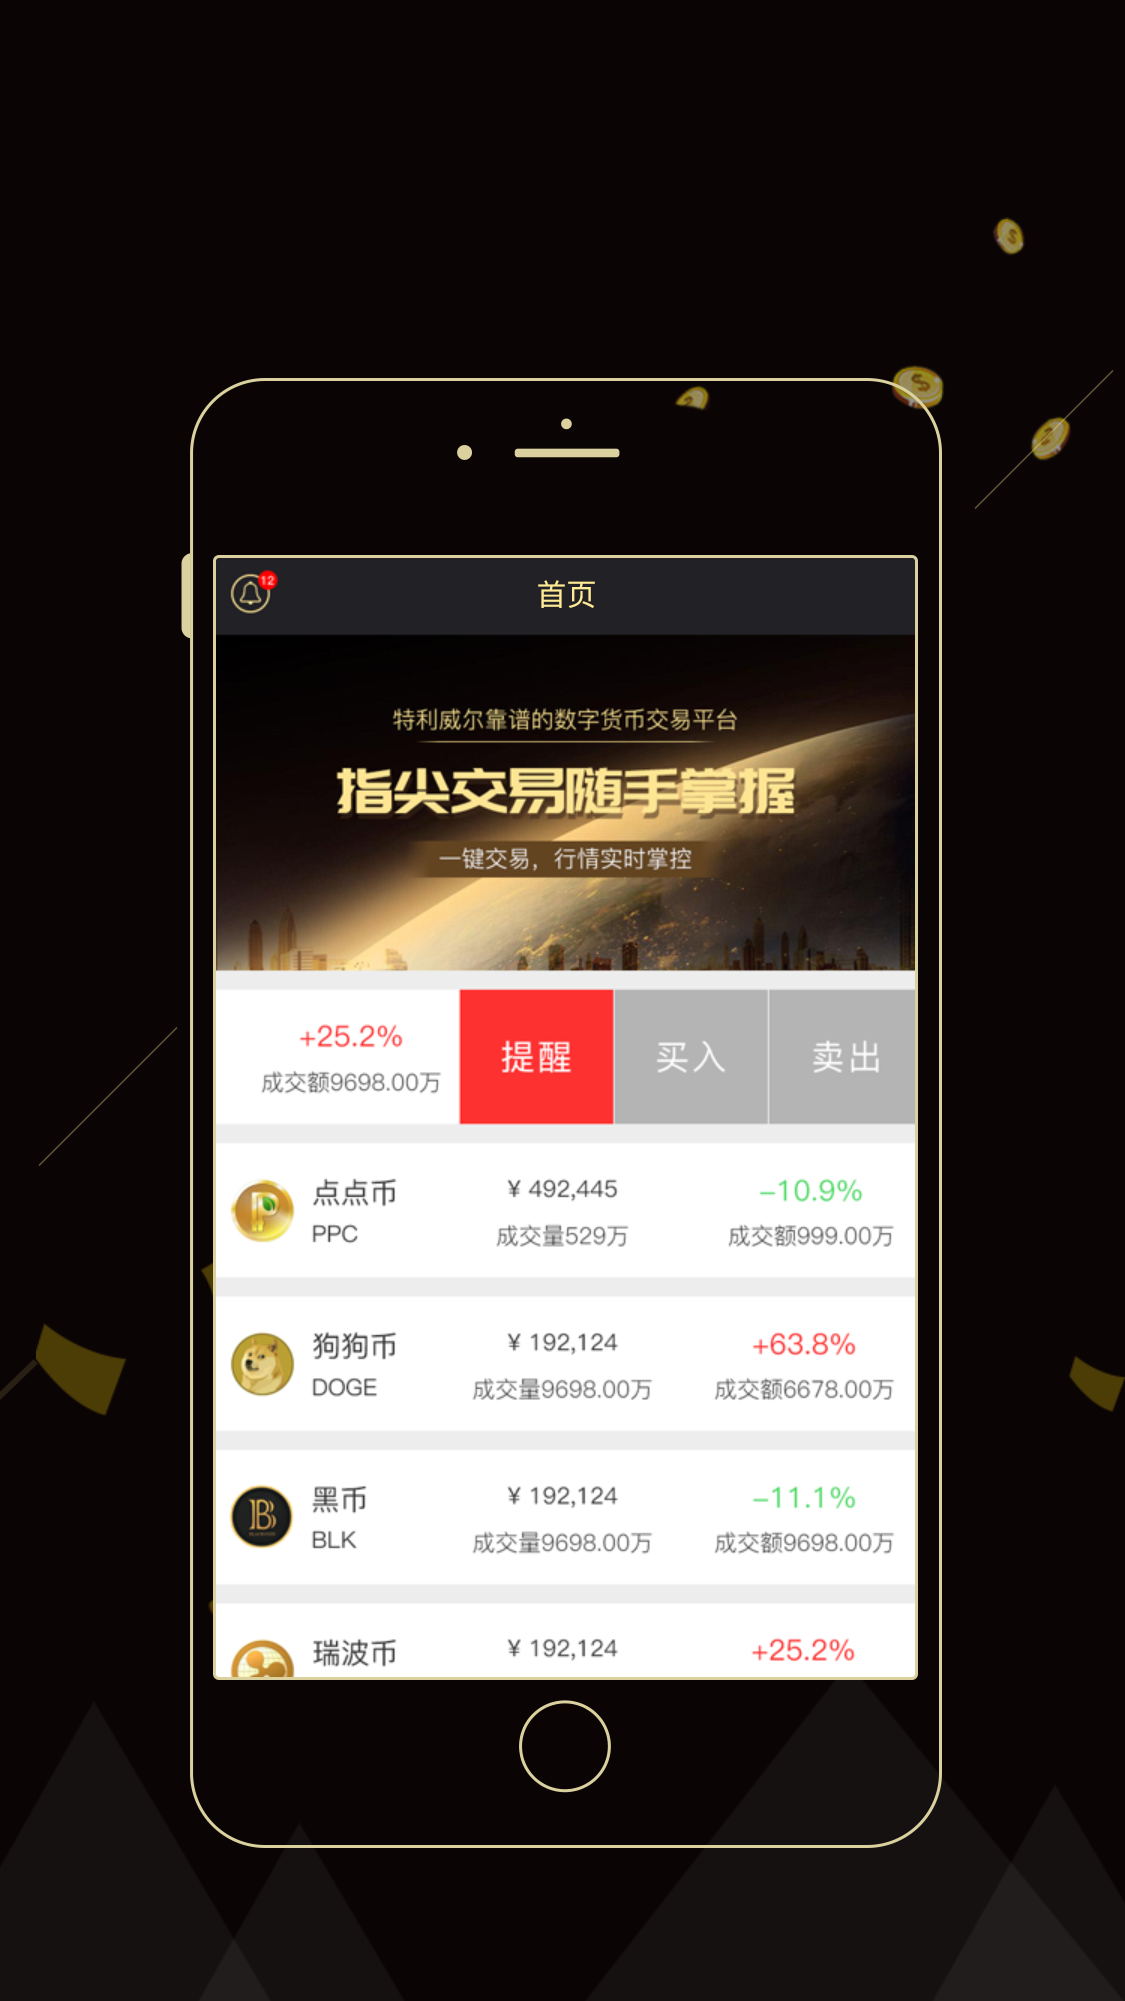 12
首页
特利威尔靠谱的数字货币交易平台
指尖交易随手掌握
一键交易，行情实时掌控
+25.2%
成交额9698.00万
提醒
买入
卖出
点点币
¥ 492,445
–10.9%
PPC
成交量529万
成交额999.00万
狗狗币
¥ 192,124
+63.8%
DOGE
成交量9698.00万
成交额6678.00万
黑币
¥ 192,124
–11.1%
BLK
成交量9698.00万
成交额9698.00万
瑞波币
¥ 192,124
+25.2%